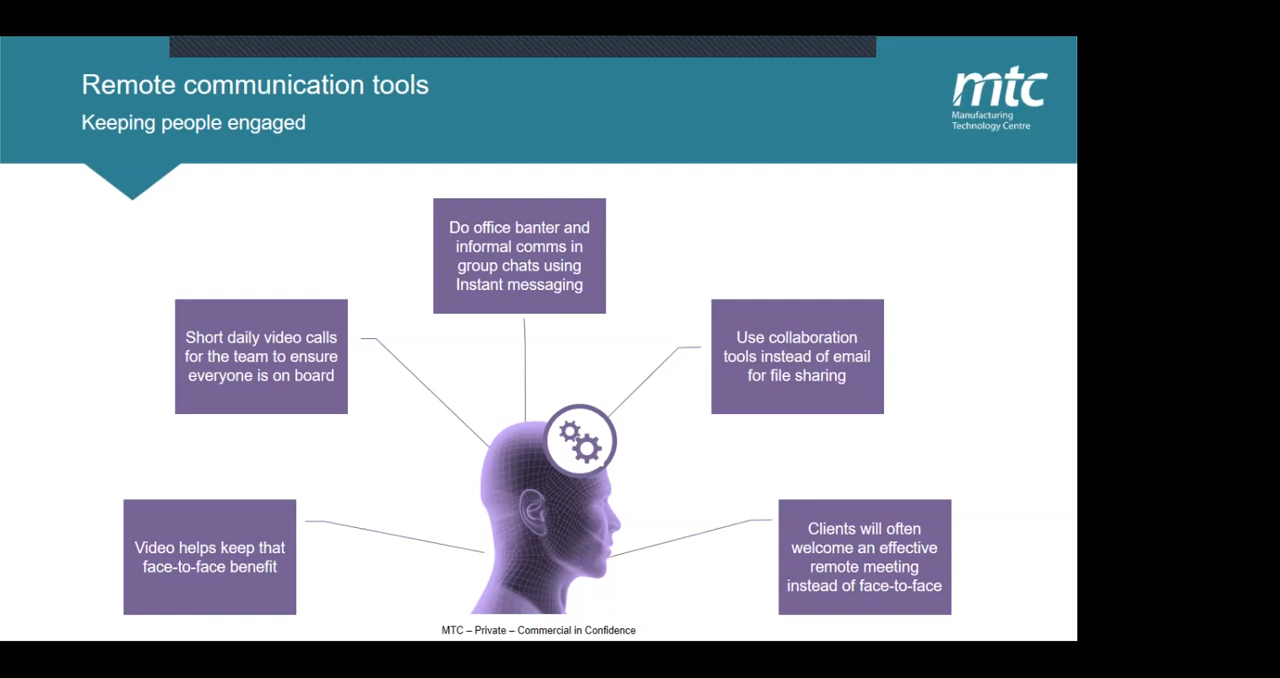 Remote communication tools
Keeping people engaged
mtc
Manufacturing
Technology Centre
Do office banter and
informal comms in
group chats using
Instant messaging
Short daily video calls
for the team to ensure
everyone is on board
Use collaboration
tools instead of email
for file sharing
Video helps keep that
face-to-face benefit
Clients will often
welcome an effective
remote meeting
instead of face-to-face
MTC – Private – Commercial in Confidence